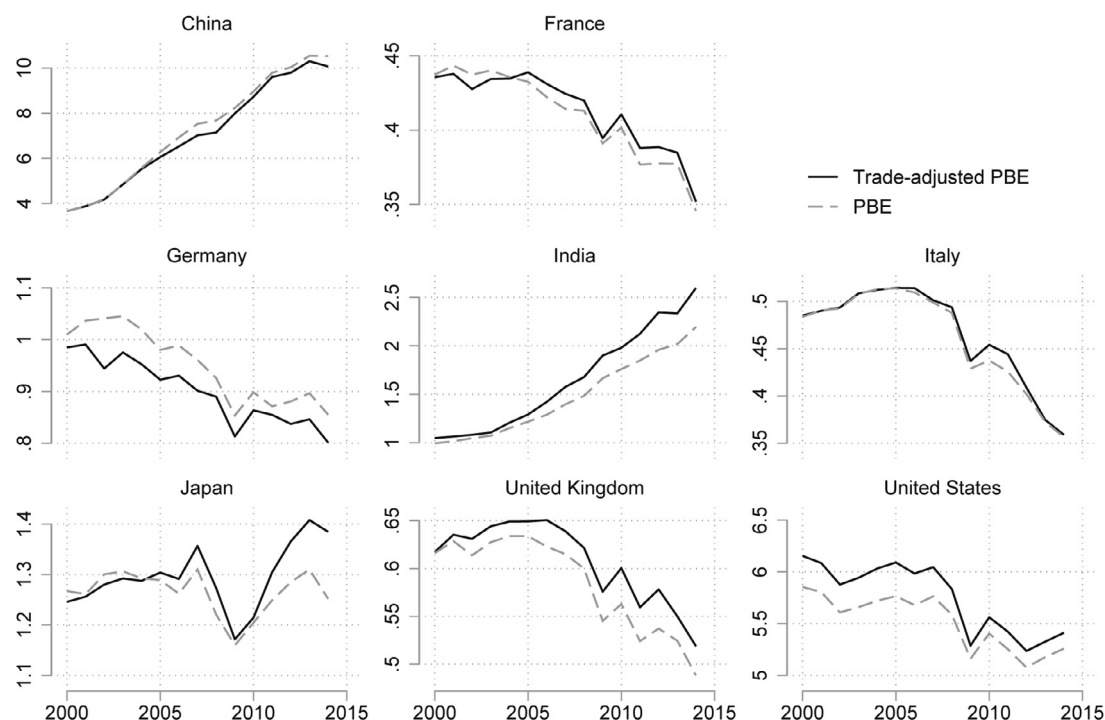 China
10
8
6
4
France
.45
.4
.35
Trade-adjusted PBE
PBE
Germany
1.1
1
.9
.8
India
2.5
2
1.5
1
Italy
.5
.45
.4
.35
Japan
1.4
1.3
1.2
1.1
2000 2005 2010 2015
United Kingdom
.65
.6
.55
.5
2000 2005 2010 2015
United States
6.5
6
5.5
5
2000 2005 2010 2015